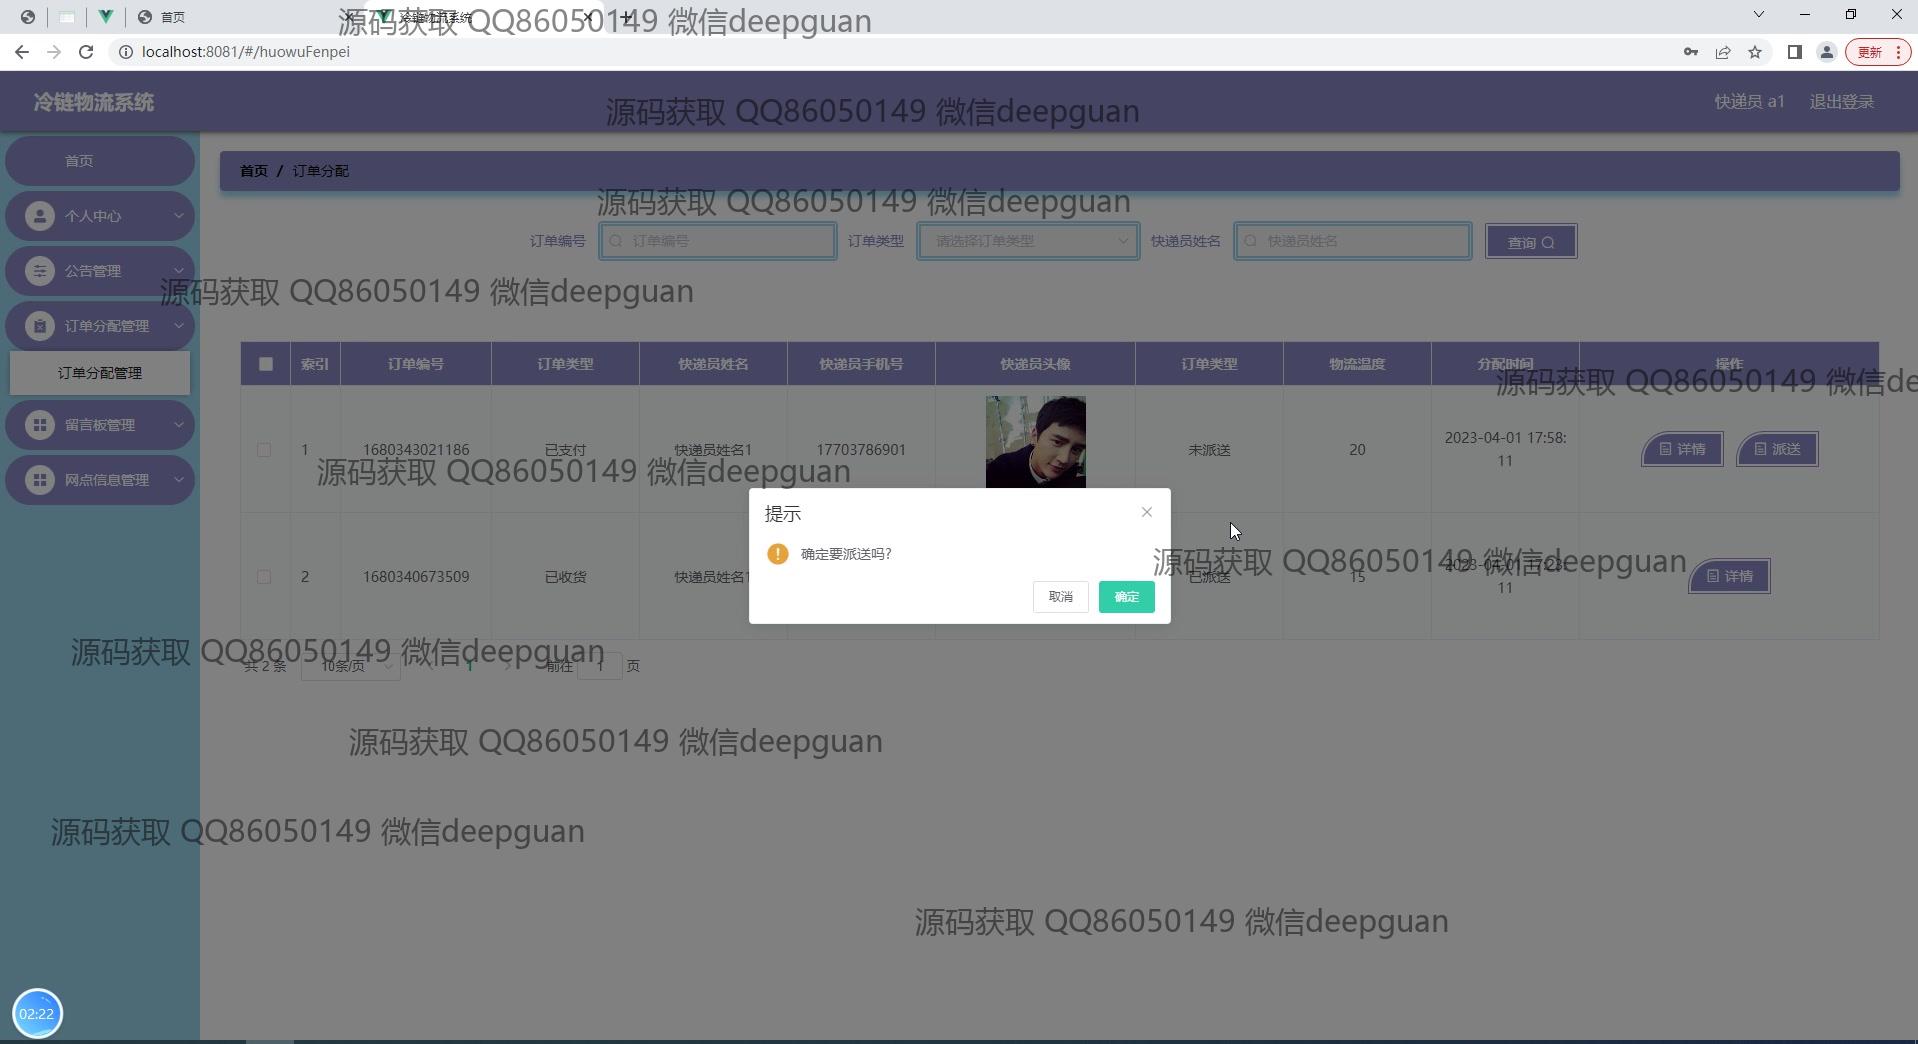 首页
冷链物流系统
源码获取 QQ86050149 微信deepguan
localhost:8081/#/huowuFenpei
更新
冷链物流系统
源码获取 QQ86050149 微信deepguan
快递员 a1
退出登录
首页
个人中心
公告管理
订单分配管理
订单分配管理
留言板管理
网点信息管理
首页 / 订单分配
源码获取 QQ86050149 微信deepguan
订单编号 订单编号 订单类型 请选择订单类型 快递员姓名 快递员姓名 查询
源码获取 QQ86050149 微信deepguan
索引 订单编号 订单类型 快递员姓名 快递员手机号 快递员头像 订单类型 物流温度 分配时间 操作
源码获取 QQ86050149 微信de
1 1680343021186 已支付 快递员姓名1 17703786901 未派送 20 2023-04-01 17:58:11 详情 派送
源码获取 QQ86050149 微信deepguan
提示
确定要派送吗?
取消 确定
源码获取 QQ86050149 微信deepguan
2 1680340673509 已收货 快递员姓名1 已派送 15 2023-04-01 17:23:11 详情
源码获取 QQ86050149 微信deepguan
共 2 条 10条/页 1 前往 1 页
源码获取 QQ86050149 微信deepguan
源码获取 QQ86050149 微信deepguan
源码获取 QQ86050149 微信deepguan
02:22